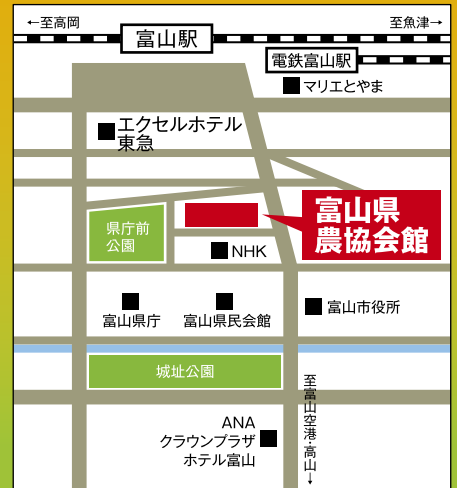 ←至高岡
至魚津→
富山駅
電鉄富山駅
マリエとやま
エクセルホテル
東急
富山県
農協会館
県庁前
公園
NHK
富山県庁
富山県民会館
富山市役所
城址公園
至富山空港・高山→
ANA
クラウンプラザ
ホテル富山